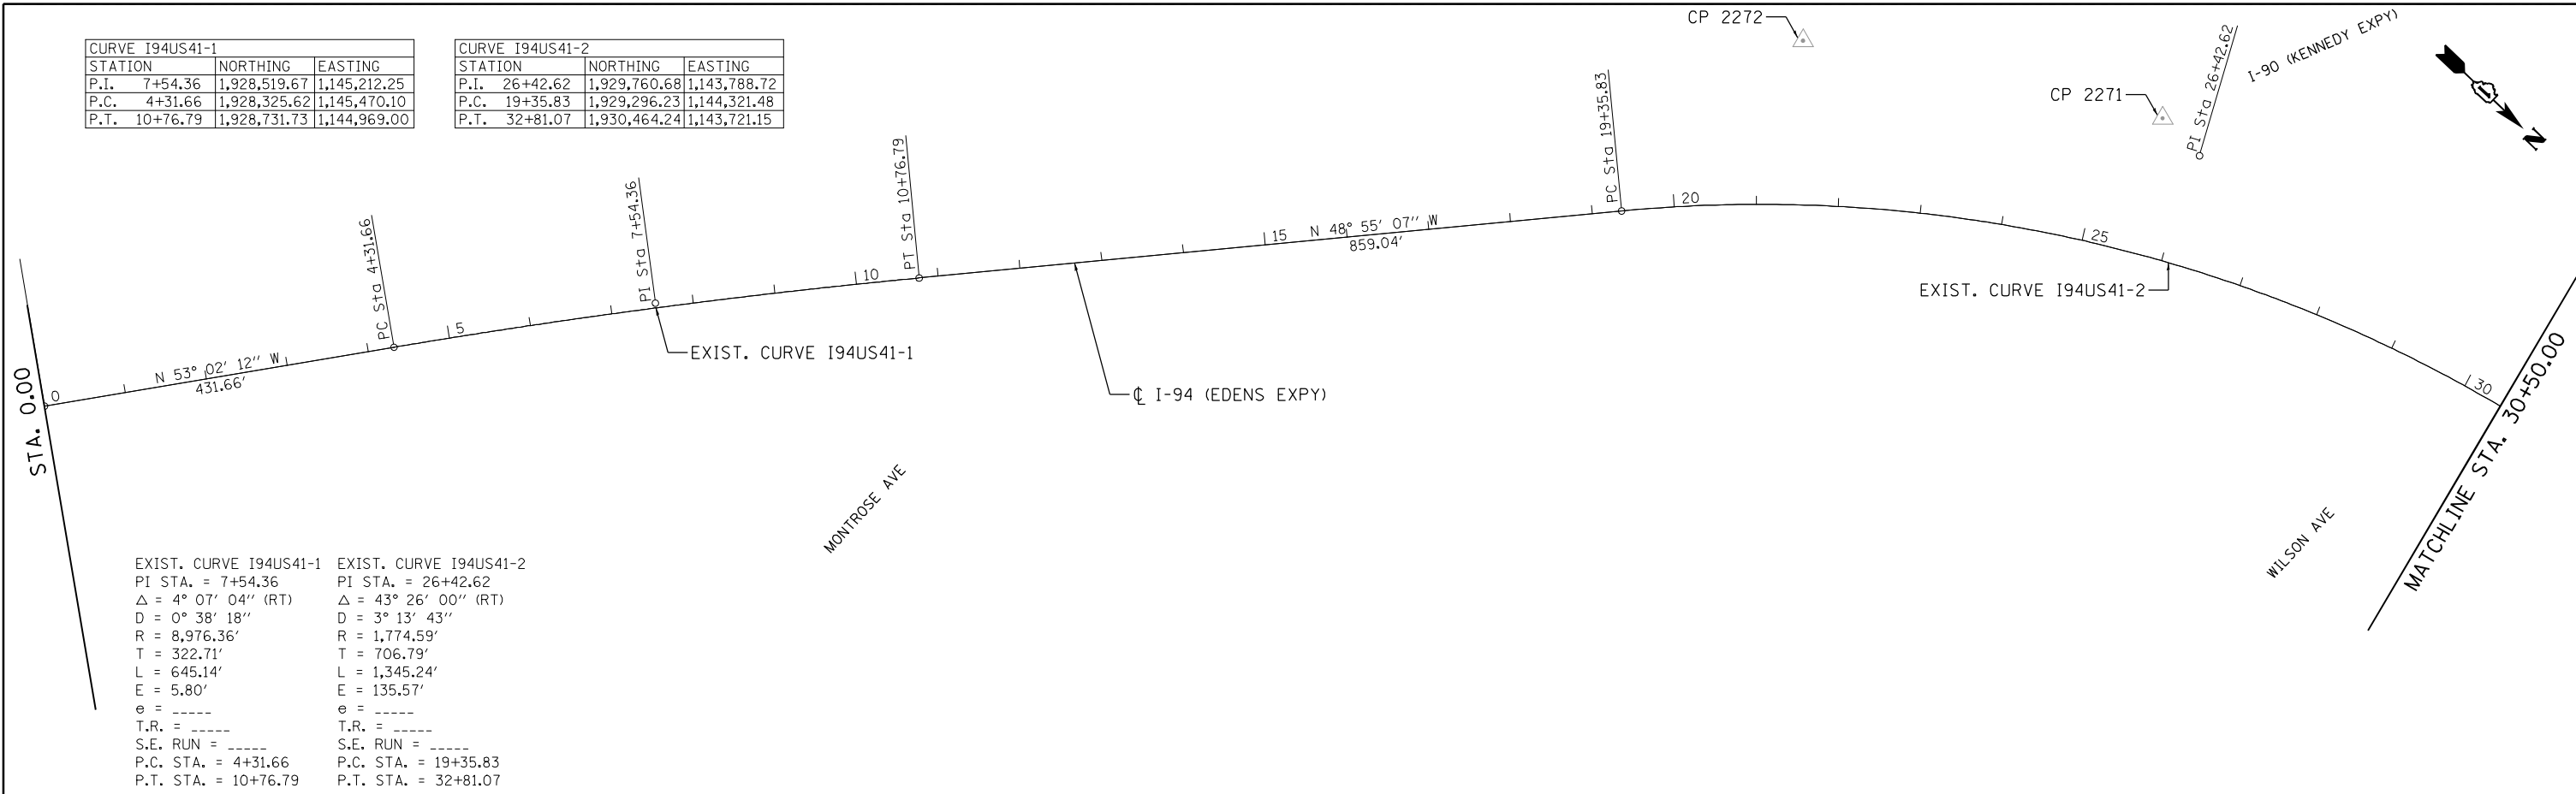 CURVE I94US41-1
STATION NORTHING EASTING
P.I. 7+54.36 1,928,519.67 1,145,212.25
P.C. 4+31.66 1,928,325.62 1,145,470.10
P.T. 10+76.79 1,928,731.73 1,144,969.00
CURVE I94US41-2
STATION NORTHING EASTING
P.I. 26+42.62 1,929,760.68 1,143,788.72
P.C. 19+35.83 1,929,296.23 1,144,321.48
P.T. 32+81.07 1,930,464.24 1,143,721.15
CP 2272
CP 2271
PI Sta 26+42.62
I-90 (KENNEDY EXPY)
N
STA. 0.00
0
N 53° 02′ 12″ W
431.66′
PC Sta 4+31.66
5
PI Sta 7+54.36
EXIST. CURVE I94US41-1
10
PT Sta 10+76.79
℄ I-94 (EDENS EXPY)
15
N 48° 55′ 07″ W
859.04′
PC Sta 19+35.83
20
25
EXIST. CURVE I94US41-2
30
MATCHLINE STA. 30+50.00
MONTROSE AVE
WILSON AVE
EXIST. CURVE I94US41-1
PI STA. = 7+54.36
△ = 4° 07′ 04″ (RT)
D = 0° 38′ 18″
R = 8,976.36′
T = 322.71′
L = 645.14′
E = 5.80′
e = _____
T.R. = _____
S.E. RUN = _____
P.C. STA. = 4+31.66
P.T. STA. = 10+76.79
EXIST. CURVE I94US41-2
PI STA. = 26+42.62
△ = 43° 26′ 00″ (RT)
D = 3° 13′ 43″
R = 1,774.59′
T = 706.79′
L = 1,345.24′
E = 135.57′
e = _____
T.R. = _____
S.E. RUN = _____
P.C. STA. = 19+35.83
P.T. STA. = 32+81.07